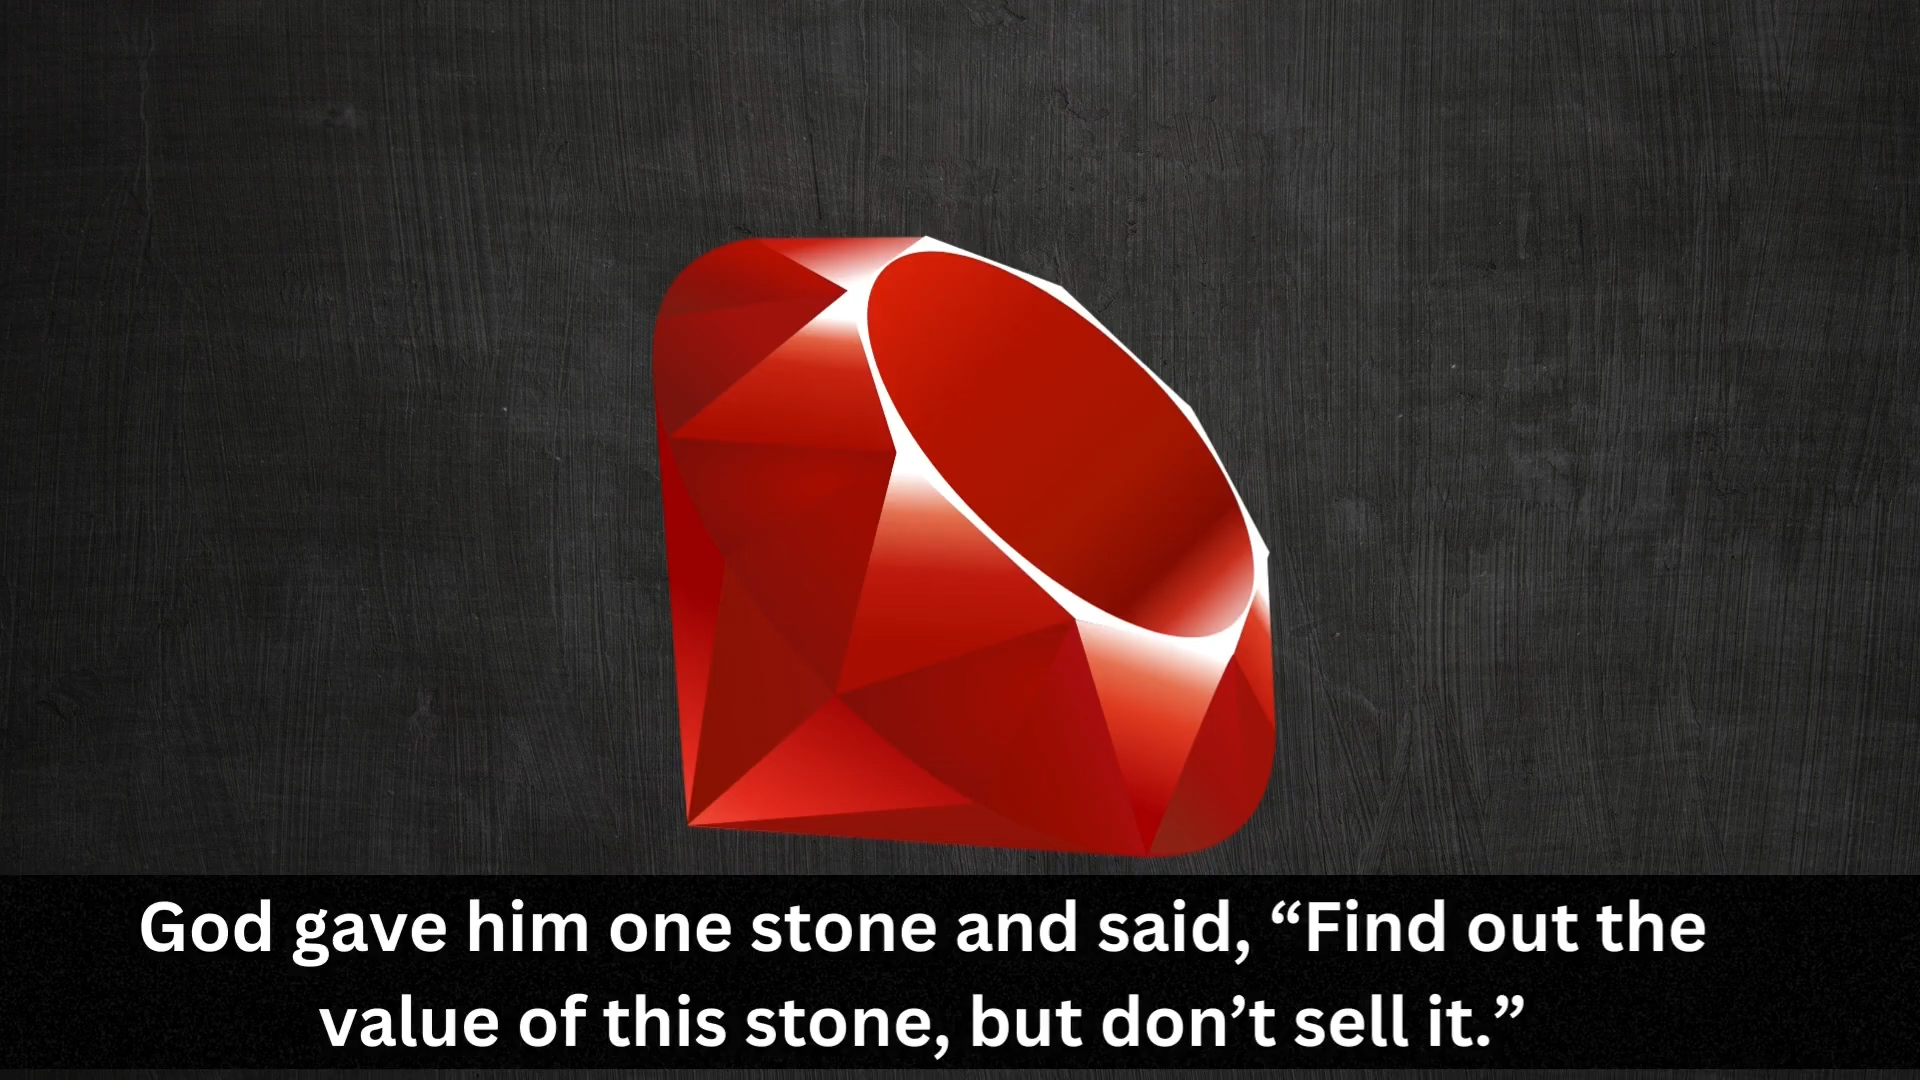 God gave him one stone and said, “Find out the
value of this stone, but don’t sell it.”